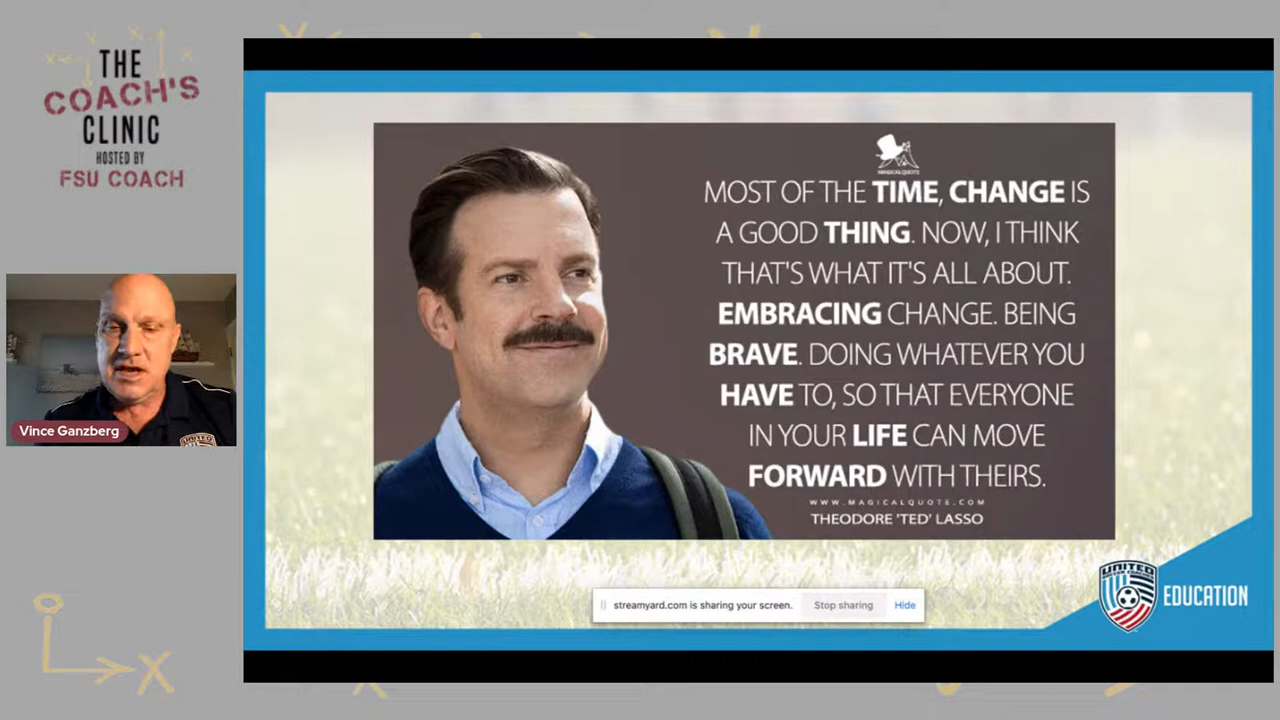 THE
COACH'S
CLINIC
HOSTED BY
FSU COACH
Vince Ganzberg
MAGICALQUOTE
MOST OF THE TIME, CHANGE IS
A GOOD THING. NOW, I THINK
THAT'S WHAT IT'S ALL ABOUT.
EMBRACING CHANGE. BEING
BRAVE. DOING WHATEVER YOU
HAVE TO, SO THAT EVERYONE
IN YOUR LIFE CAN MOVE
FORWARD WITH THEIRS.
WWW.MAGICALQUOTE.COM
THEODORE 'TED' LASSO
streamyard.com is sharing your screen.
Stop sharing
Hide
UNITED
EDUCATION